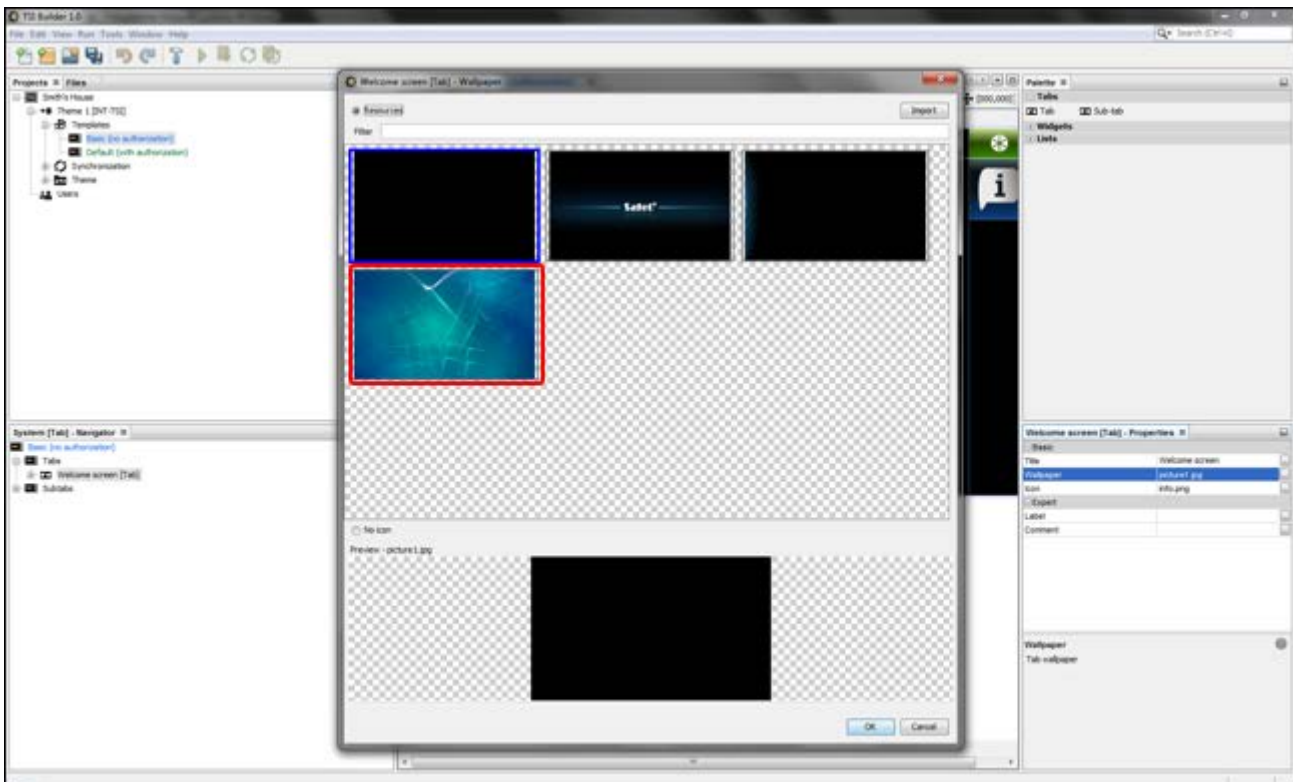 TSI Builder 1.0
File Edit View Run Tools Window Help
Search (Ctrl+I)
Projects Files
Smith's House
Theme 1 [INT-TSI]
Templates
Basic (no authorization)
Default (with authorization)
Synchronization
Theme
Users
Welcome screen [Tab] - Wallpaper
Resources
Import
Filter
Satel
No icon
Preview - picture1.jpg
OK Cancel
[000,000]
i
Palette
Tabs
Tab Sub-tab
Widgets
Lists
System [Tab] - Navigator
Basic (no authorization)
Tabs
Welcome screen [Tab]
Subtabs
Welcome screen [Tab] - Properties
Basic
Title Welcome screen
Wallpaper picture1.jpg
Icon info.png
Expert
Label
Comment
Wallpaper
Tab wallpaper